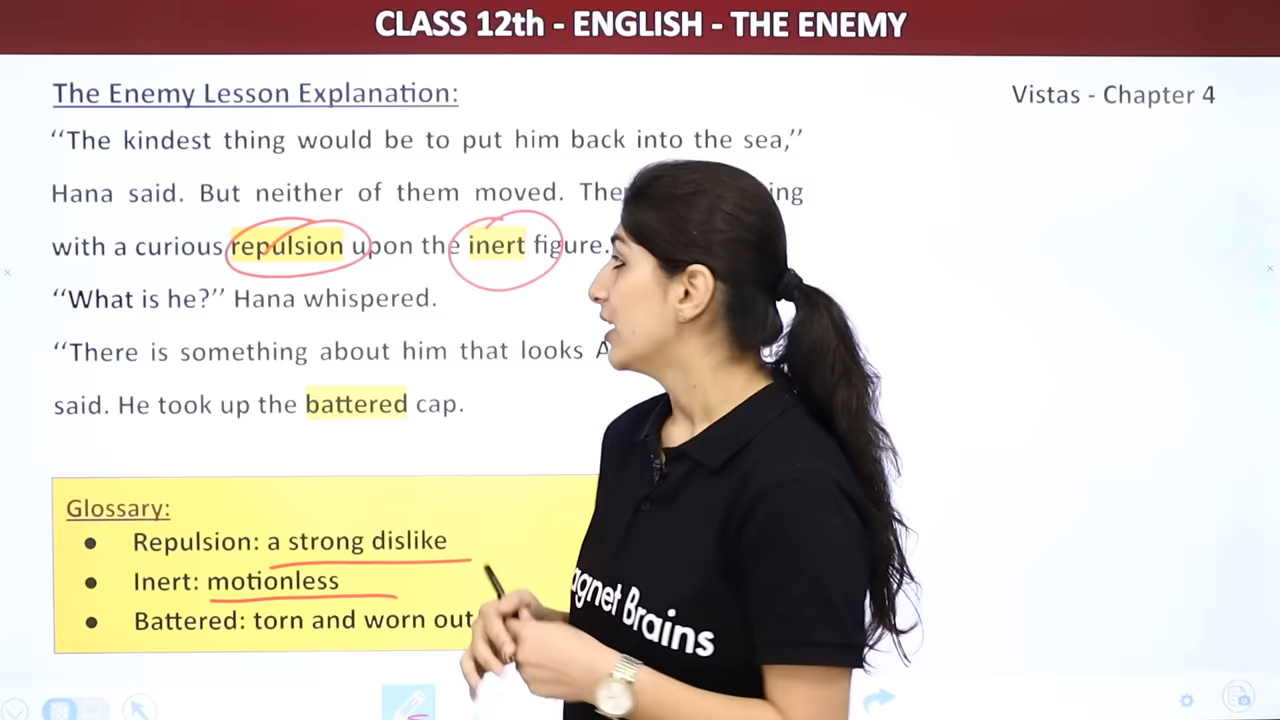 CLASS 12th - ENGLISH - THE ENEMY
The Enemy Lesson Explanation:
Vistas - Chapter 4
“The kindest thing would be to put him back into the sea,”
Hana said. But neither of them moved.
with a curious repulsion upon the inert figure.
“What is he?” Hana whispered.
“There is something about him that looks
said. He took up the battered cap.
Glossary:
● Repulsion: a strong dislike
● Inert: motionless
● Battered: torn and worn out
agnet Brains